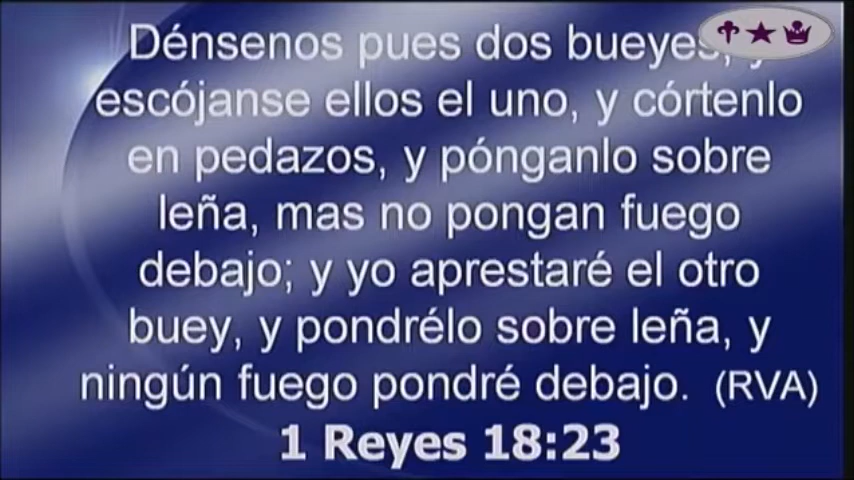 Dénsenos pues dos bueyes, y
escójanse ellos el uno, y córtenlo
en pedazos, y pónganlo sobre
leña, mas no pongan fuego
debajo; y yo aprestaré el otro
buey, y pondrélo sobre leña, y
ningún fuego pondré debajo. (RVA)
1 Reyes 18:23